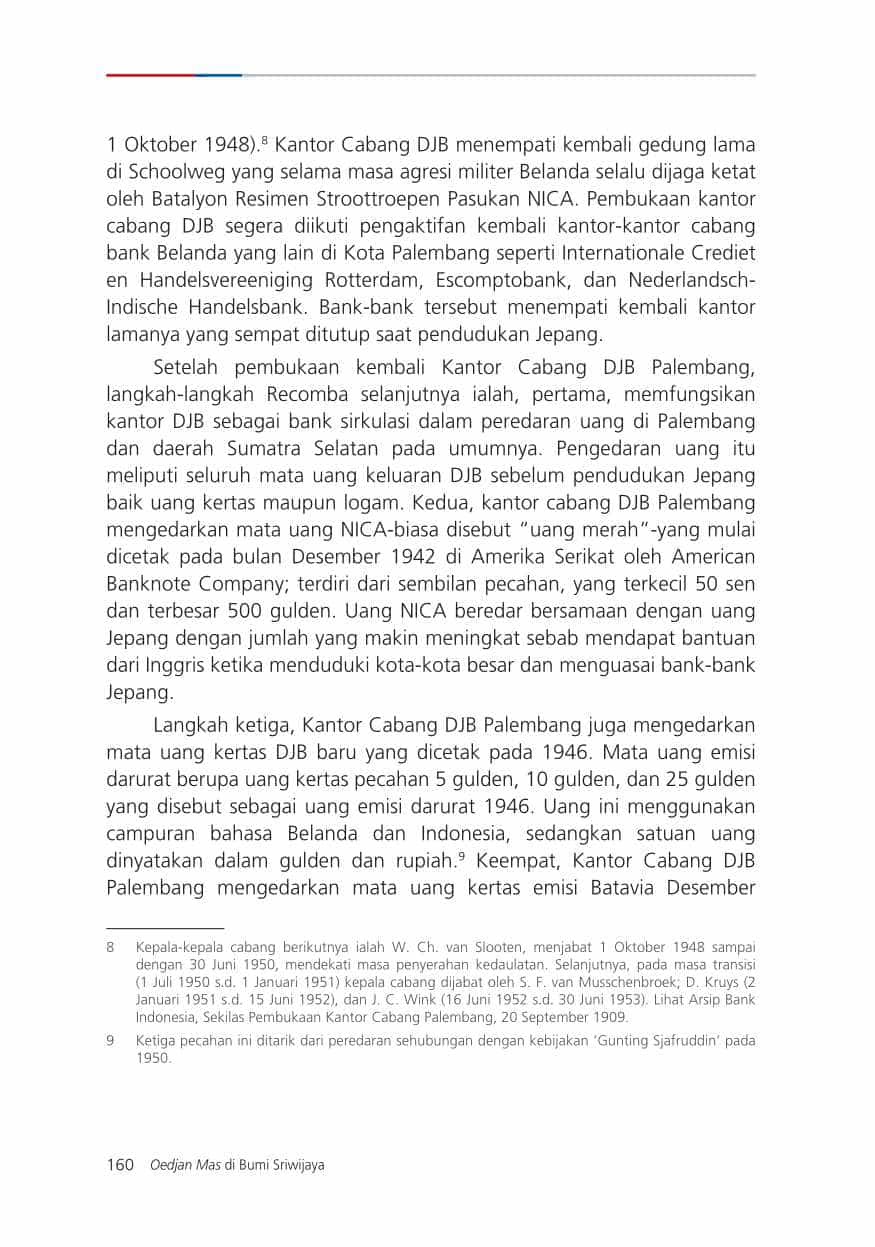 1 Oktober 1948).⁸ Kantor Cabang DJB menempati kembali gedung lama
di Schoolweg yang selama masa agresi militer Belanda selalu dijaga ketat
oleh Batalyon Resimen Stroottroepen Pasukan NICA. Pembukaan kantor
cabang DJB segera diikuti pengaktifan kembali kantor-kantor cabang
bank Belanda yang lain di Kota Palembang seperti Internationale Crediet
en Handelsvereeniging Rotterdam, Escomptobank, dan Nederlandsch-
Indische Handelsbank. Bank-bank tersebut menempati kembali kantor
lamanya yang sempat ditutup saat pendudukan Jepang.
Setelah pembukaan kembali Kantor Cabang DJB Palembang,
langkah-langkah Recomba selanjutnya ialah, pertama, memfungsikan
kantor DJB sebagai bank sirkulasi dalam peredaran uang di Palembang
dan daerah Sumatra Selatan pada umumnya. Pengedaran uang itu
meliputi seluruh mata uang keluaran DJB sebelum pendudukan Jepang
baik uang kertas maupun logam. Kedua, kantor cabang DJB Palembang
mengedarkan mata uang NICA-biasa disebut “uang merah”-yang mulai
dicetak pada bulan Desember 1942 di Amerika Serikat oleh American
Banknote Company; terdiri dari sembilan pecahan, yang terkecil 50 sen
dan terbesar 500 gulden. Uang NICA beredar bersamaan dengan uang
Jepang dengan jumlah yang makin meningkat sebab mendapat bantuan
dari Inggris ketika menduduki kota-kota besar dan menguasai bank-bank
Jepang.
Langkah ketiga, Kantor Cabang DJB Palembang juga mengedarkan
mata uang kertas DJB baru yang dicetak pada 1946. Mata uang emisi
darurat berupa uang kertas pecahan 5 gulden, 10 gulden, dan 25 gulden
yang disebut sebagai uang emisi darurat 1946. Uang ini menggunakan
campuran bahasa Belanda dan Indonesia, sedangkan satuan uang
dinyatakan dalam gulden dan rupiah.⁹ Keempat, Kantor Cabang DJB
Palembang mengedarkan mata uang kertas emisi Batavia Desember
8 Kepala-kepala cabang berikutnya ialah W. Ch. van Slooten, menjabat 1 Oktober 1948 sampai
dengan 30 Juni 1950, mendekati masa penyerahan kedaulatan. Selanjutnya, pada masa transisi
(1 Juli 1950 s.d. 1 Januari 1951) kepala cabang dijabat oleh S. F. van Musschenbroek; D. Kruys (2
Januari 1951 s.d. 15 Juni 1952), dan J. C. Wink (16 Juni 1952 s.d. 30 Juni 1953). Lihat Arsip Bank
Indonesia, Sekilas Pembukaan Kantor Cabang Palembang, 20 September 1909.
9 Ketiga pecahan ini ditarik dari peredaran sehubungan dengan kebijakan ‘Gunting Sjafruddin’ pada
1950.
160 Oedjan Mas di Bumi Sriwijaya